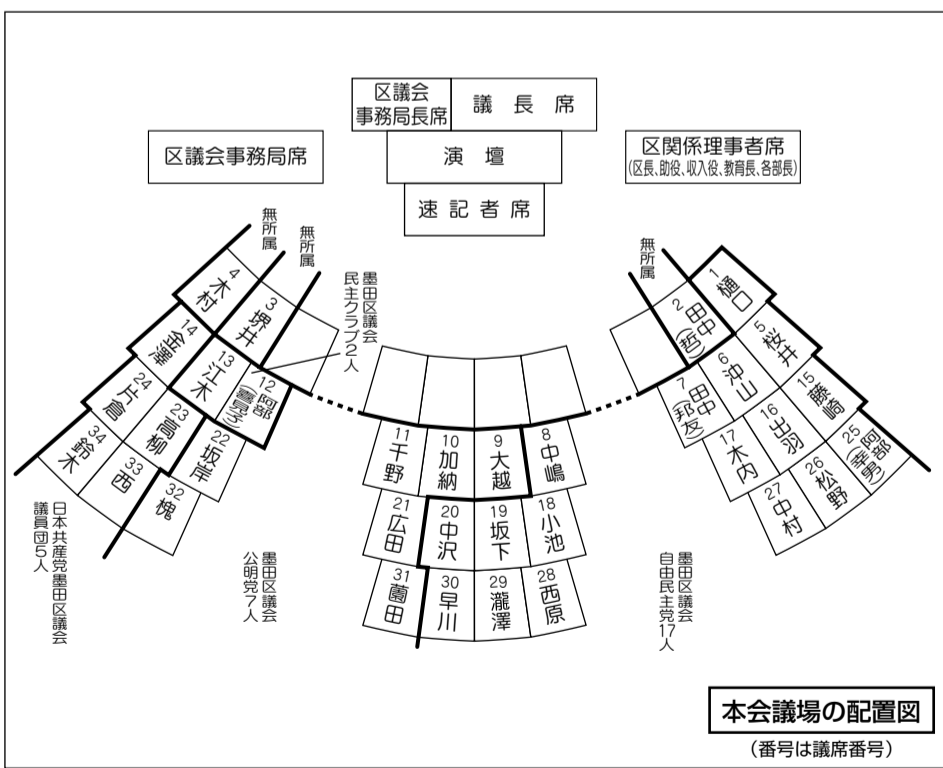 区議会
事務局長席
議長席
区議会事務局席
演壇
区関係理事者席
(区長、助役、収入役、教育長、各部長)
速記者席
無所属
無所属
墨田区議会
民主クラブ2人
無所属
4 木村
3 堺井
14 金澤
13 江木
12 阿部(喜見子)
24 片倉
23 高柳
22 坂岸
34 鈴木
33 西
32 槐
11 千野
10 加納
9 大越
8 中嶋
21 広田
20 中沢
19 坂下
18 小池
31 薗田
30 早川
29 瀧澤
28 西原
2 田中(哲)
1 樋口
7 田中(邦友)
6 沖山
5 桜井
17 木内
16 出羽
15 藤崎
27 中村
26 松野
25 阿部(幸男)
日本共産党墨田区議会
議員団5人
墨田区議会
公明党7人
墨田区議会
自由民主党17人
本会議場の配置図
(番号は議席番号)